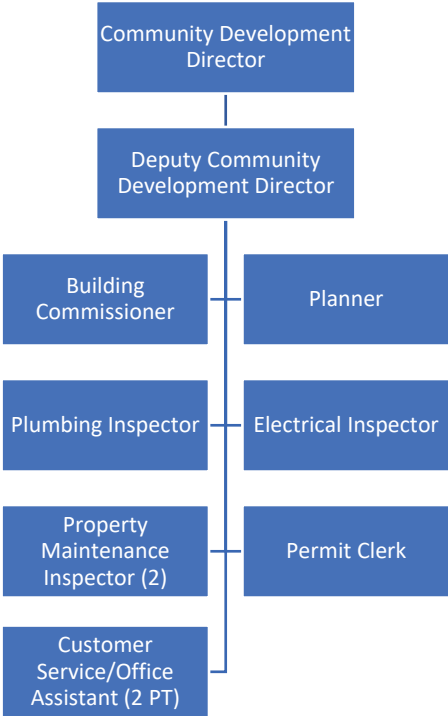 Community Development
Director
Deputy Community
Development Director
Building
Commissioner
Planner
Plumbing Inspector
Electrical Inspector
Property
Maintenance
Inspector (2)
Permit Clerk
Customer
Service/Office
Assistant (2 PT)